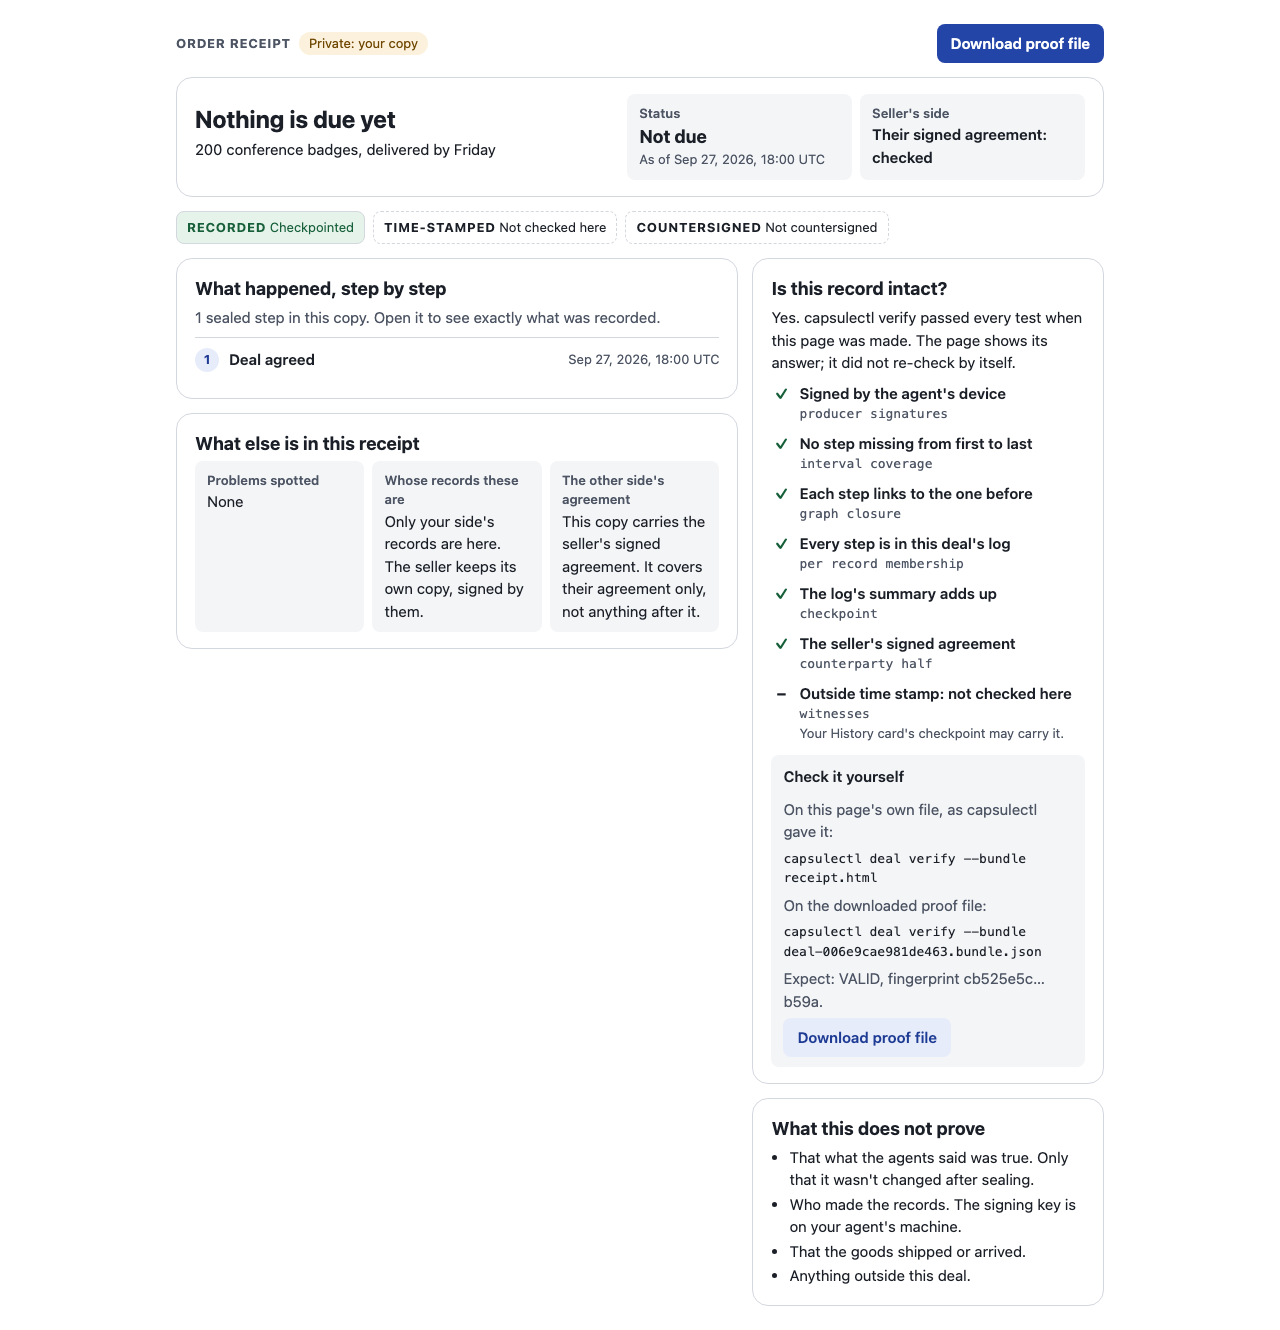 ORDER RECEIPT Private: your copy
Download proof file
Nothing is due yet
200 conference badges, delivered by Friday
Status
Not due
As of Sep 27, 2026, 18:00 UTC
Seller's side
Their signed agreement:
checked
RECORDED Checkpointed
TIME-STAMPED Not checked here
COUNTERSIGNED Not countersigned
What happened, step by step
1 sealed step in this copy. Open it to see exactly what was recorded.
1 Deal agreed Sep 27, 2026, 18:00 UTC
What else is in this receipt
Problems spotted
None
Whose records these
are
Only your side's
records are here.
The seller keeps its
own copy, signed by
them.
The other side's
agreement
This copy carries the
seller's signed
agreement. It covers
their agreement only,
not anything after it.
Is this record intact?
Yes. capsulectl verify passed every test when
this page was made. The page shows its
answer; it did not re-check by itself.
Signed by the agent's device
producer signatures
No step missing from first to last
interval coverage
Each step links to the one before
graph closure
Every step is in this deal's log
per record membership
The log's summary adds up
checkpoint
The seller's signed agreement
counterparty half
Outside time stamp: not checked here
witnesses
Your History card's checkpoint may carry it.
Check it yourself
On this page's own file, as capsulectl
gave it:
capsulectl deal verify --bundle
receipt.html
On the downloaded proof file:
capsulectl deal verify --bundle
deal-006e9cae981de463.bundle.json
Expect: VALID, fingerprint cb525e5c...
b59a.
Download proof file
What this does not prove
• That what the agents said was true. Only
that it wasn't changed after sealing.
• Who made the records. The signing key is
on your agent's machine.
• That the goods shipped or arrived.
• Anything outside this deal.